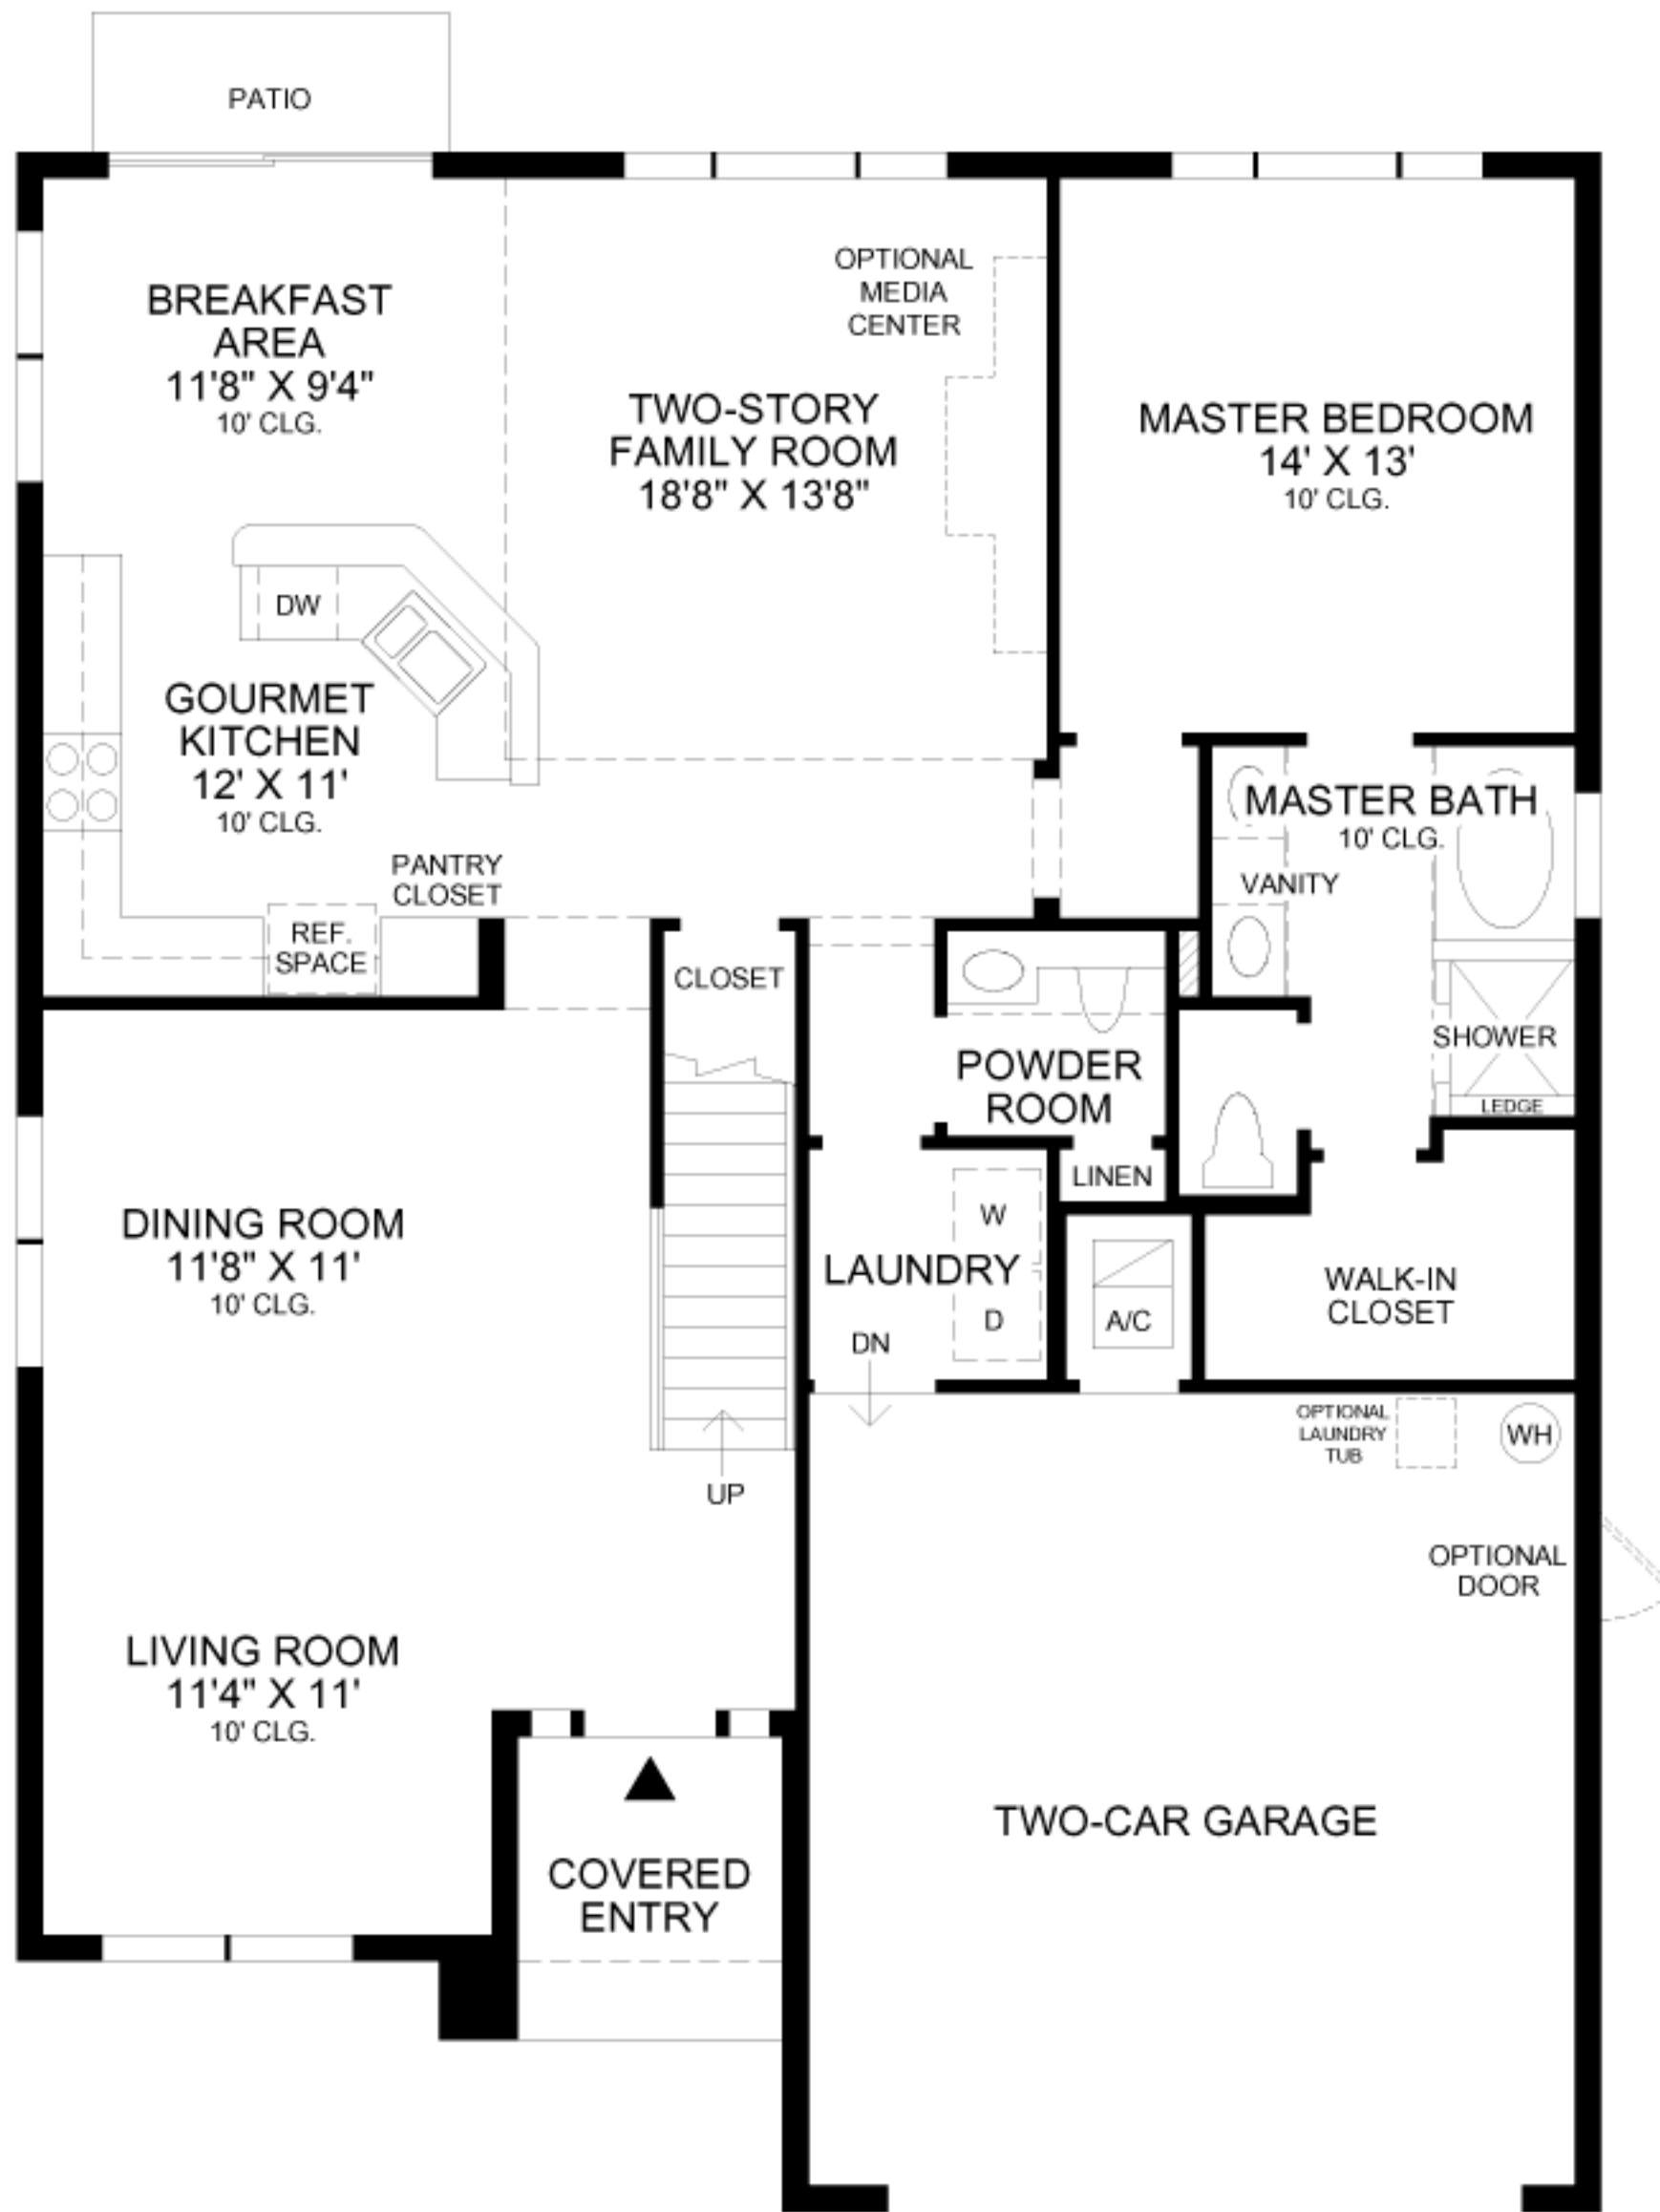 PATIO
BREAKFAST
AREA
11'8" X 9'4"
10' CLG.
OPTIONAL
MEDIA
CENTER
TWO-STORY
FAMILY ROOM
18'8" X 13'8"
MASTER BEDROOM
14' X 13'
10' CLG.
DW
GOURMET
KITCHEN
12' X 11'
10' CLG.
PANTRY
CLOSET
REF.
SPACE
MASTER BATH
10' CLG.
VANITY
CLOSET
SHOWER
LEDGE
POWDER
ROOM
LINEN
DINING ROOM
11'8" X 11'
10' CLG.
W
LAUNDRY
D
DN
A/C
WALK-IN
CLOSET
OPTIONAL
LAUNDRY
TUB
WH
UP
OPTIONAL
DOOR
LIVING ROOM
11'4" X 11'
10' CLG.
TWO-CAR GARAGE
COVERED
ENTRY